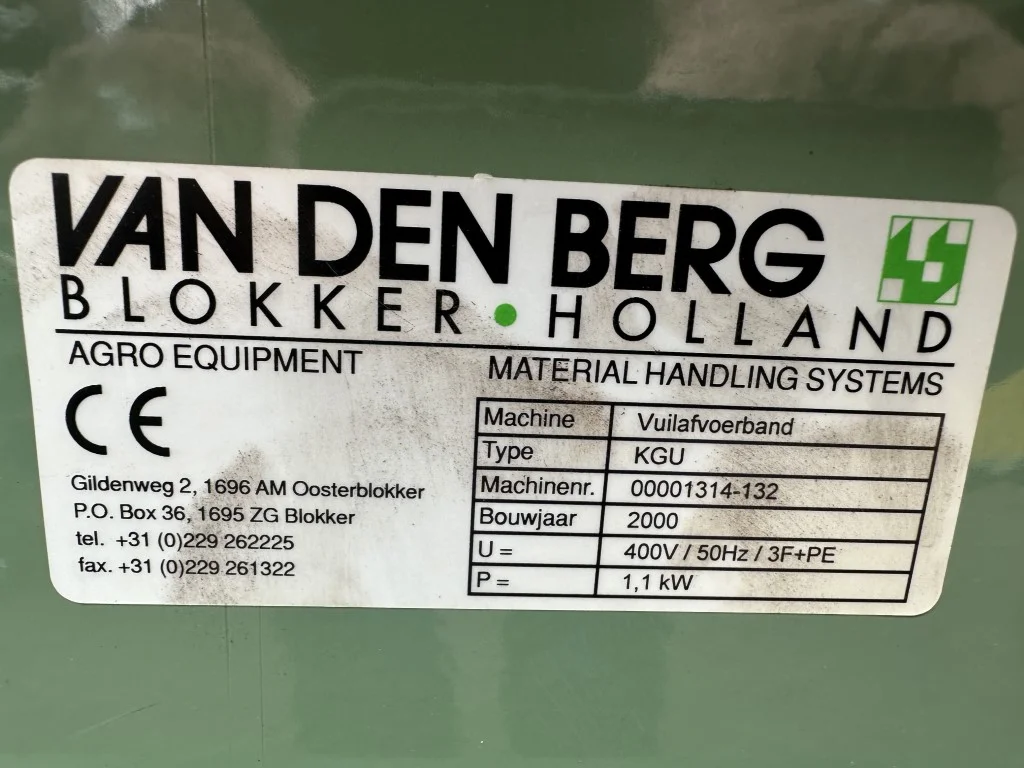 VAN DEN BERG
BLOKKER • HOLLAND
AGRO EQUIPMENT
MATERIAL HANDLING SYSTEMS
CE
Gildenweg 2, 1696 AM Oosterblokker
P.O. Box 36, 1695 ZG Blokker
tel. +31 (0)229 262225
fax. +31 (0)229 261322
Machine Vuilafvoerband
Type KGU
Machinenr. 00001314-132
Bouwjaar 2000
U = 400V / 50Hz / 3F+PE
P = 1,1 kW